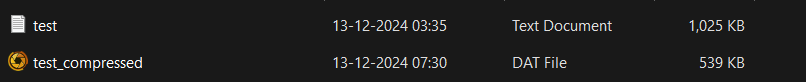 test 13-12-2024 03:35 Text Document 1,025 KB
test_compressed 13-12-2024 07:30 DAT File 539 KB